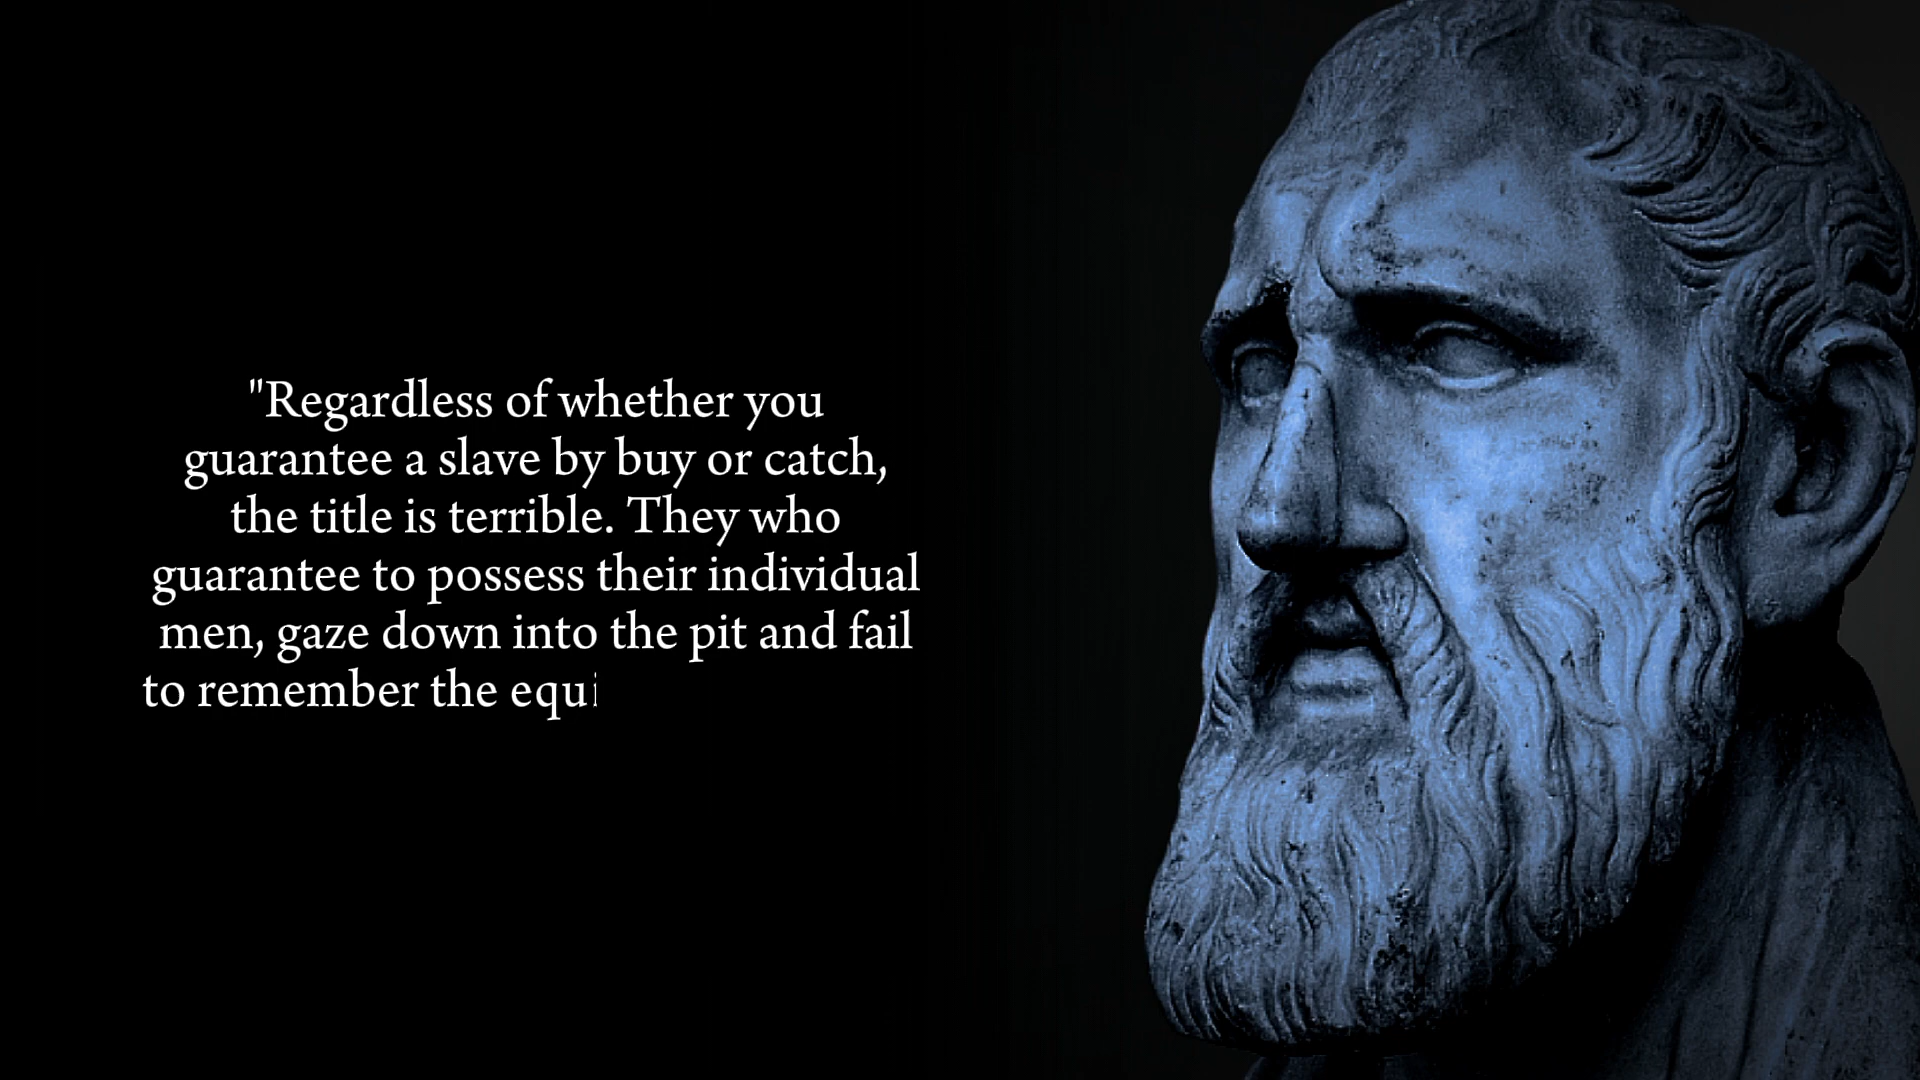 "Regardless of whether you
guarantee a slave by buy or catch,
the title is terrible. They who
guarantee to possess their individual
men, gaze down into the pit and fail
to remember the equi